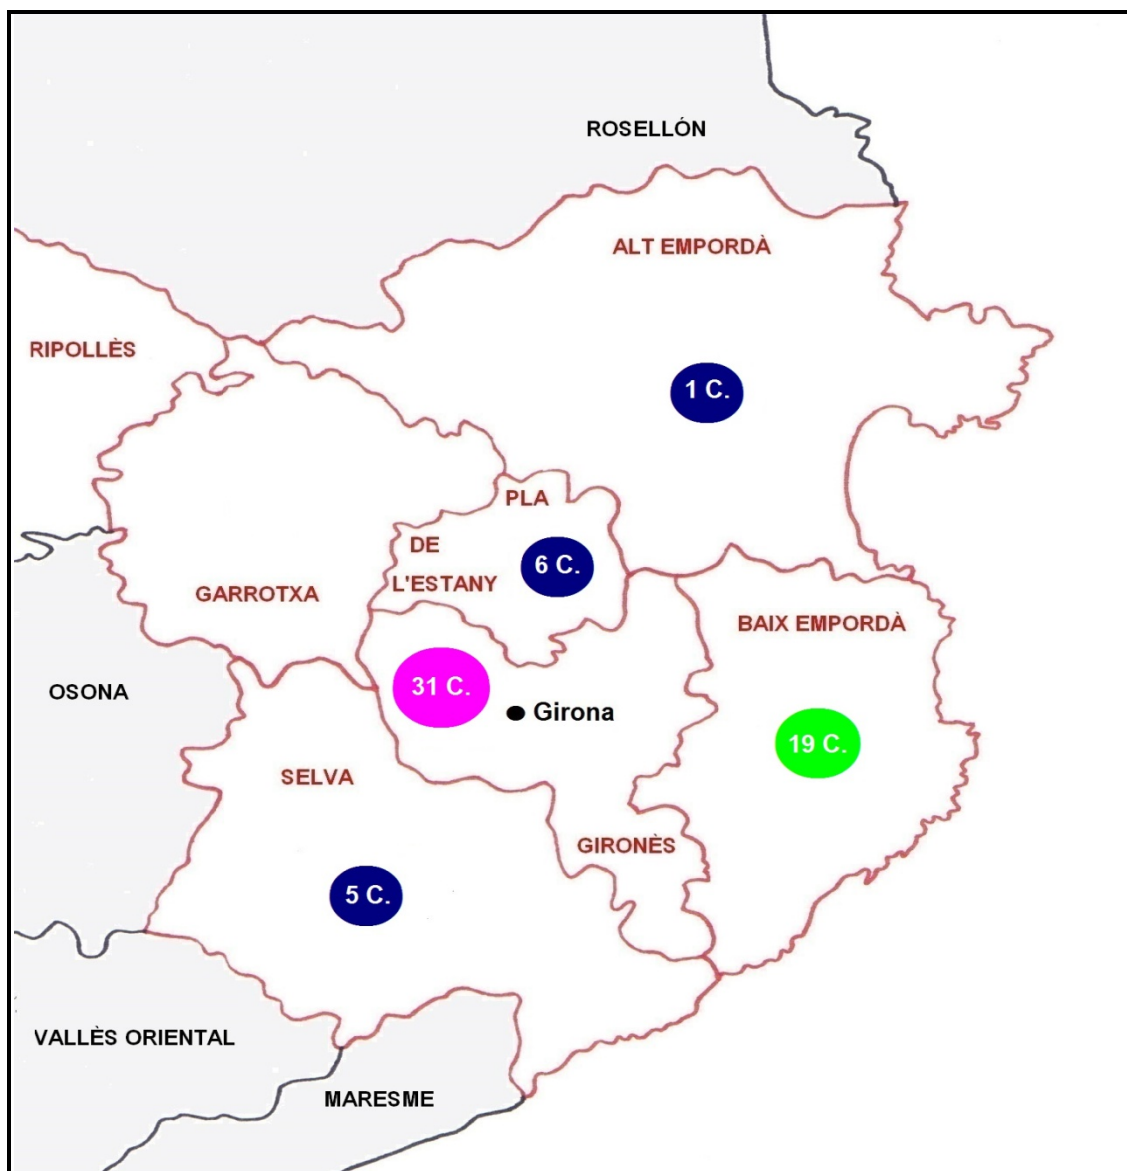 ROSELLÓN
ALT EMPORDÀ
RIPOLLÈS
1 C.
PLA
DE
6 C.
L'ESTANY
GARROTXA
BAIX EMPORDÀ
OSONA
31 C.
Girona
19 C.
SELVA
GIRONÈS
5 C.
VALLÈS ORIENTAL
MARESME